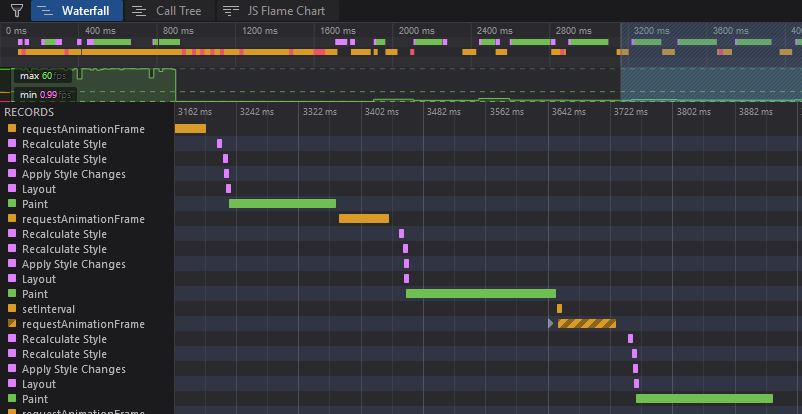 Waterfall Call Tree JS Flame Chart
0 ms 400 ms 800 ms 1200 ms 1600 ms 2000 ms 2400 ms 2800 ms 3200 ms 3600 ms 400
max 60 fps
min 0.99 fps
RECORDS 3162 ms 3242 ms 3322 ms 3402 ms 3482 ms 3562 ms 3642 ms 3722 ms 3802 ms 3882 ms
requestAnimationFrame
Recalculate Style
Recalculate Style
Apply Style Changes
Layout
Paint
requestAnimationFrame
Recalculate Style
Recalculate Style
Apply Style Changes
Layout
Paint
setInterval
requestAnimationFrame
Recalculate Style
Recalculate Style
Apply Style Changes
Layout
Paint
requestAnimationFrame